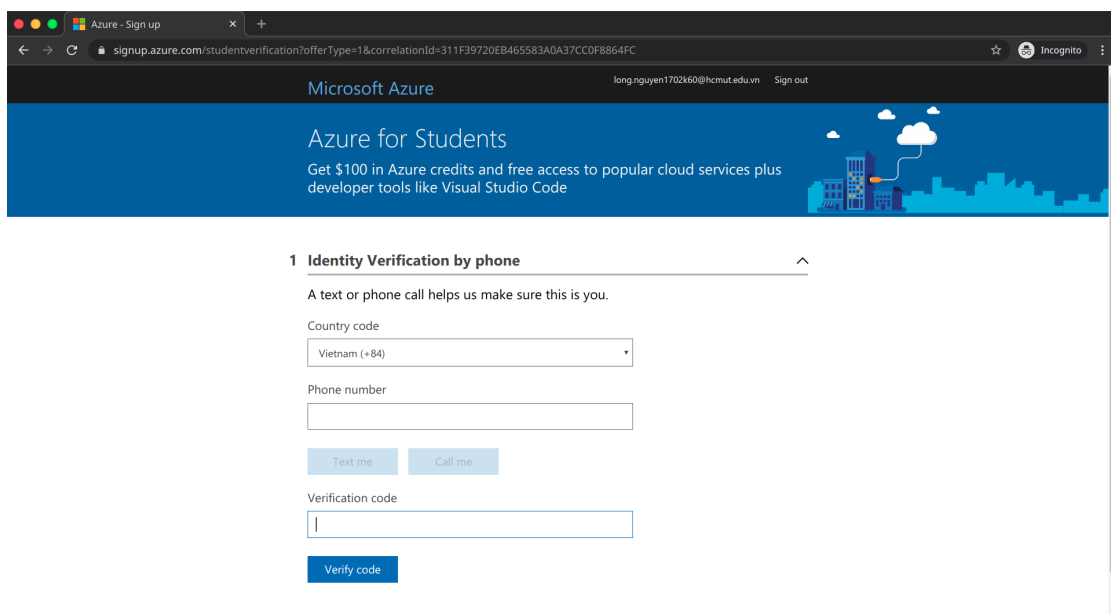 Azure - Sign up
signup.azure.com/studentverification?offerType=1&correlationId=311F39720EB465583A0A37CC0F8864FC
Incognito
Microsoft Azure
long.nguyen1702k60@hcmut.edu.vn Sign out
Azure for Students
Get $100 in Azure credits and free access to popular cloud services plus
developer tools like Visual Studio Code
1 Identity Verification by phone
A text or phone call helps us make sure this is you.
Country code
Vietnam (+84)
Phone number
Text me Call me
Verification code
Verify code